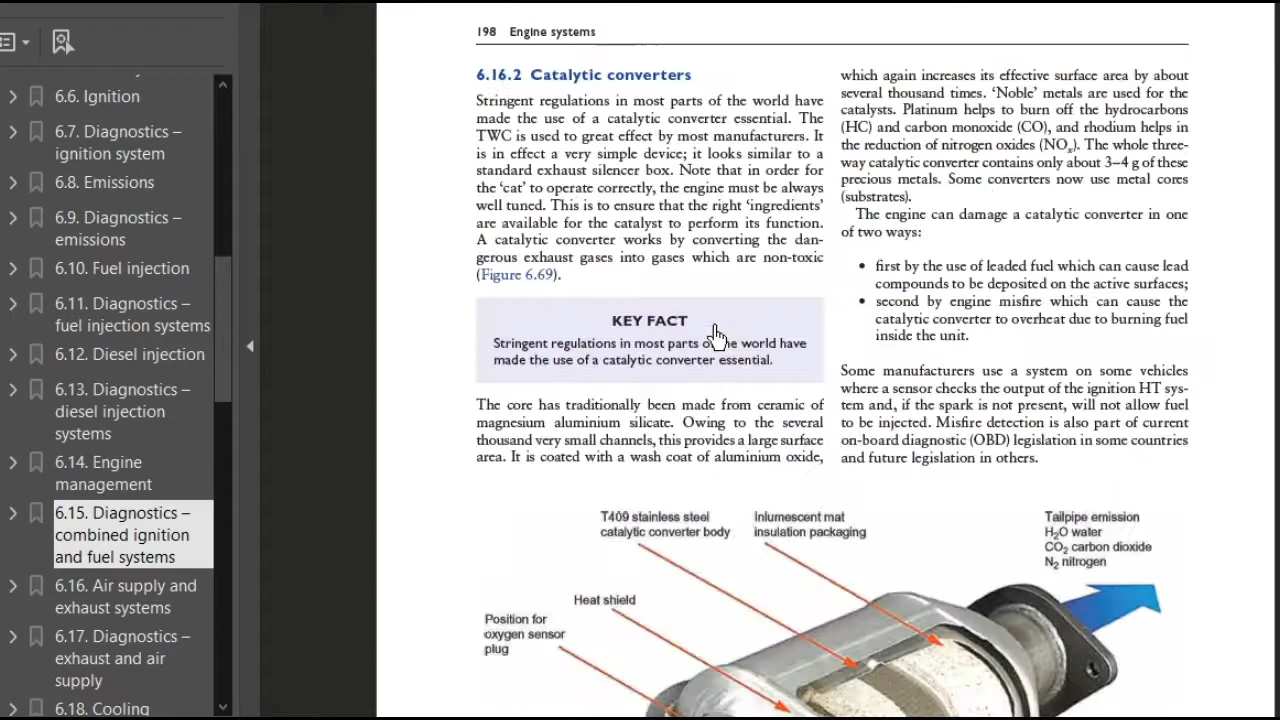 6.6. Ignition
6.7. Diagnostics –
ignition system
6.8. Emissions
6.9. Diagnostics –
emissions
6.10. Fuel injection
6.11. Diagnostics –
fuel injection systems
6.12. Diesel injection
6.13. Diagnostics –
diesel injection
systems
6.14. Engine
management
6.15. Diagnostics –
combined ignition
and fuel systems
6.16. Air supply and
exhaust systems
6.17. Diagnostics –
exhaust and air
supply
6.18. Cooling
198 Engine systems
6.16.2 Catalytic converters
Stringent regulations in most parts of the world have
made the use of a catalytic converter essential. The
TWC is used to great effect by most manufacturers. It
is in effect a very simple device; it looks similar to a
standard exhaust silencer box. Note that in order for
the ‘cat’ to operate correctly, the engine must be always
well tuned. This is to ensure that the right ‘ingredients’
are available for the catalyst to perform its function.
A catalytic converter works by converting the dan-
gerous exhaust gases into gases which are non-toxic
(Figure 6.69).
KEY FACT
Stringent regulations in most parts of the world have
made the use of a catalytic converter essential.
The core has traditionally been made from ceramic of
magnesium aluminium silicate. Owing to the several
thousand very small channels, this provides a large surface
area. It is coated with a wash coat of aluminium oxide,
which again increases its effective surface area by about
several thousand times. ‘Noble’ metals are used for the
catalysts. Platinum helps to burn off the hydrocarbons
(HC) and carbon monoxide (CO), and rhodium helps in
the reduction of nitrogen oxides (NOₓ). The whole three-
way catalytic converter contains only about 3–4 g of these
precious metals. Some converters now use metal cores
(substrates).
The engine can damage a catalytic converter in one
of two ways:
• first by the use of leaded fuel which can cause lead
compounds to be deposited on the active surfaces;
• second by engine misfire which can cause the
catalytic converter to overheat due to burning fuel
inside the unit.
Some manufacturers use a system on some vehicles
where a sensor checks the output of the ignition HT sys-
tem and, if the spark is not present, will not allow fuel
to be injected. Misfire detection is also part of current
on-board diagnostic (OBD) legislation in some countries
and future legislation in others.
T409 stainless steel
catalytic converter body
Inlumescent mat
insulation packaging
Tailpipe emission
H₂O water
CO₂ carbon dioxide
N₂ nitrogen
Heat shield
Position for
oxygen sensor
plug